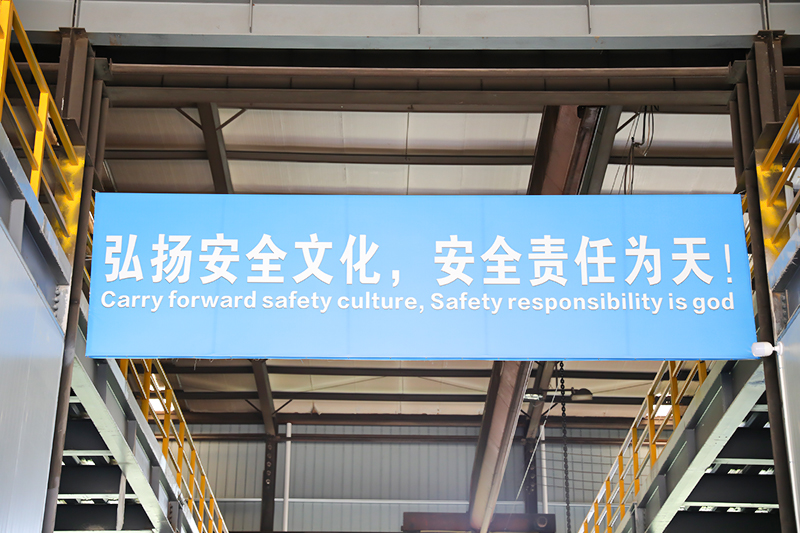 弘扬安全文化，安全责任为天！
Carry forward safety culture, Safety responsibility is god